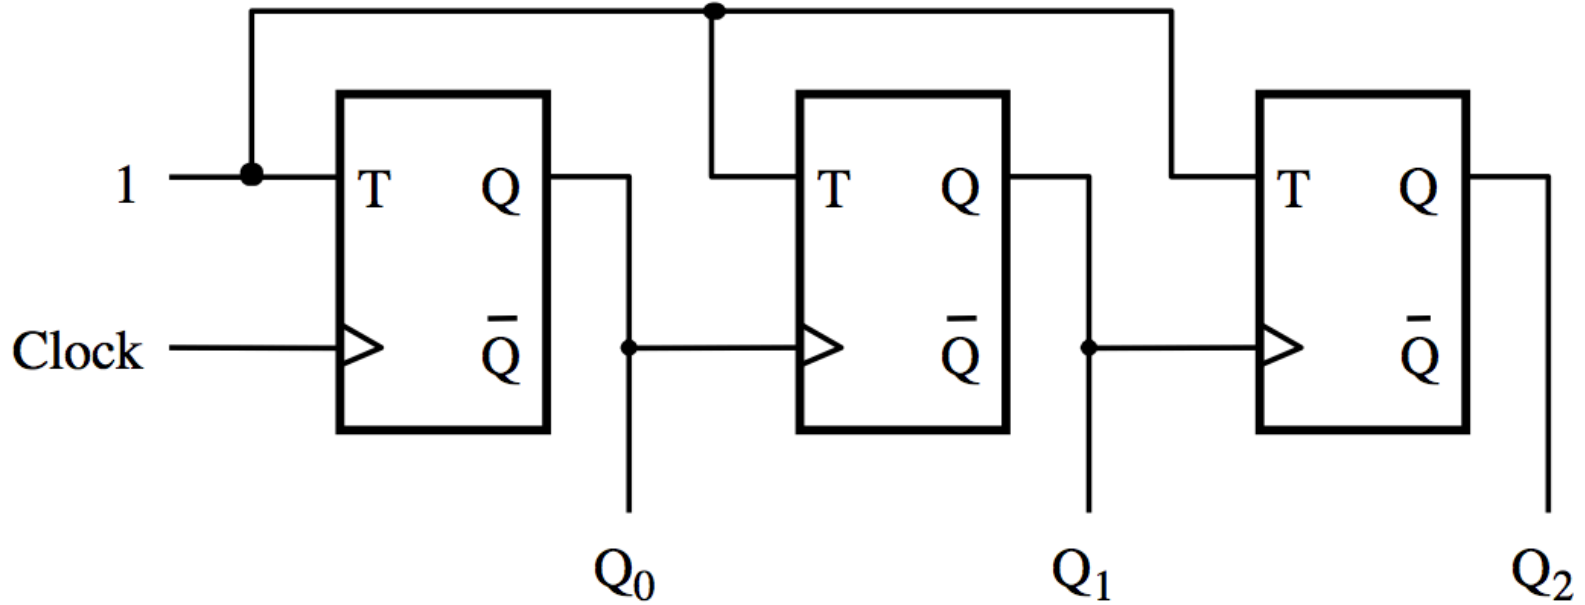 1 T Q T Q T Q
Clock Q̅ Q̅ Q̅
Q₀ Q₁ Q₂